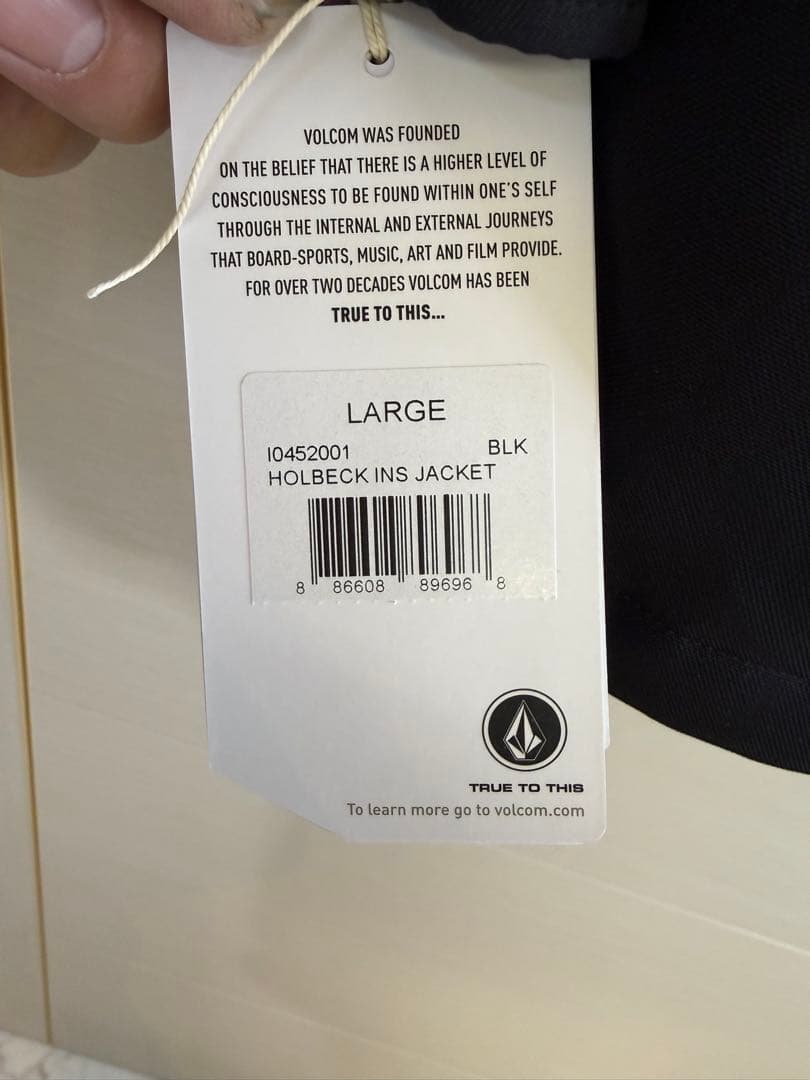 VOLCOM WAS FOUNDED
ON THE BELIEF THAT THERE IS A HIGHER LEVEL OF
CONSCIOUSNESS TO BE FOUND WITHIN ONE'S SELF
THROUGH THE INTERNAL AND EXTERNAL JOURNEYS
THAT BOARD-SPORTS, MUSIC, ART AND FILM PROVIDE.
FOR OVER TWO DECADES VOLCOM HAS BEEN
TRUE TO THIS...
LARGE
I0452001 BLK
HOLBECK INS JACKET
8 86608 89696 8
TRUE TO THIS
To learn more go to volcom.com